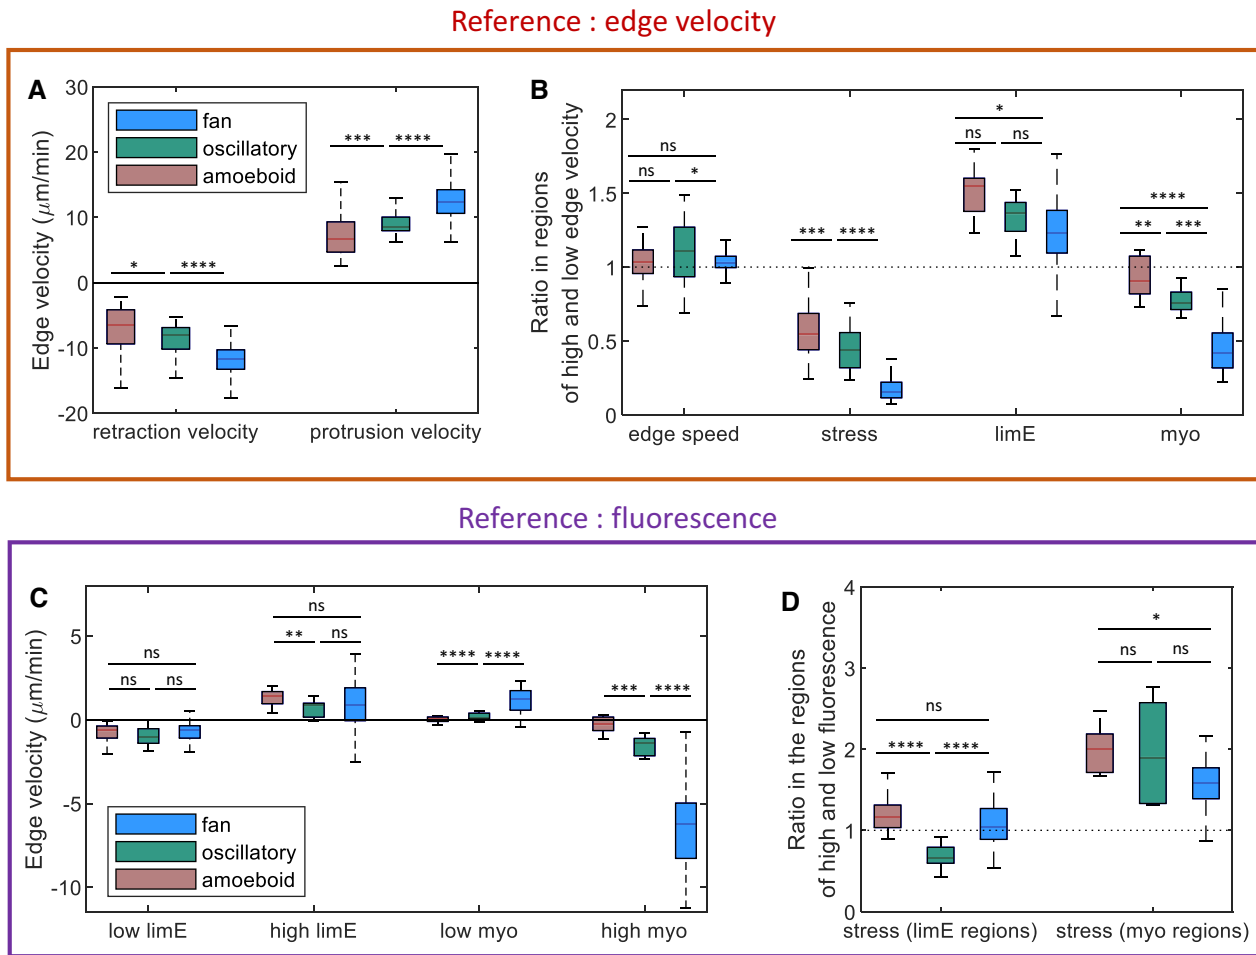 Reference : edge velocity
A
Edge velocity (μm/min)
30
20
10
0
-10
-20
fan
oscillatory
amoeboid
*** ****
* ****
retraction velocity protrusion velocity
B
Ratio in regions
of high and low edge velocity
2
1.5
1
0.5
0
ns
ns *
*** ****
*
ns ns
****
** ***
edge speed stress limE myo
Reference : fluorescence
C
Edge velocity (μm/min)
5
0
-5
-10
ns
ns ns
ns
** ns
**** ****
*** ****
fan
oscillatory
amoeboid
low limE high limE low myo high myo
D
Ratio in the regions
of high and low fluorescence
4
3
2
1
0
ns
**** ****
*
ns ns
stress (limE regions) stress (myo regions)